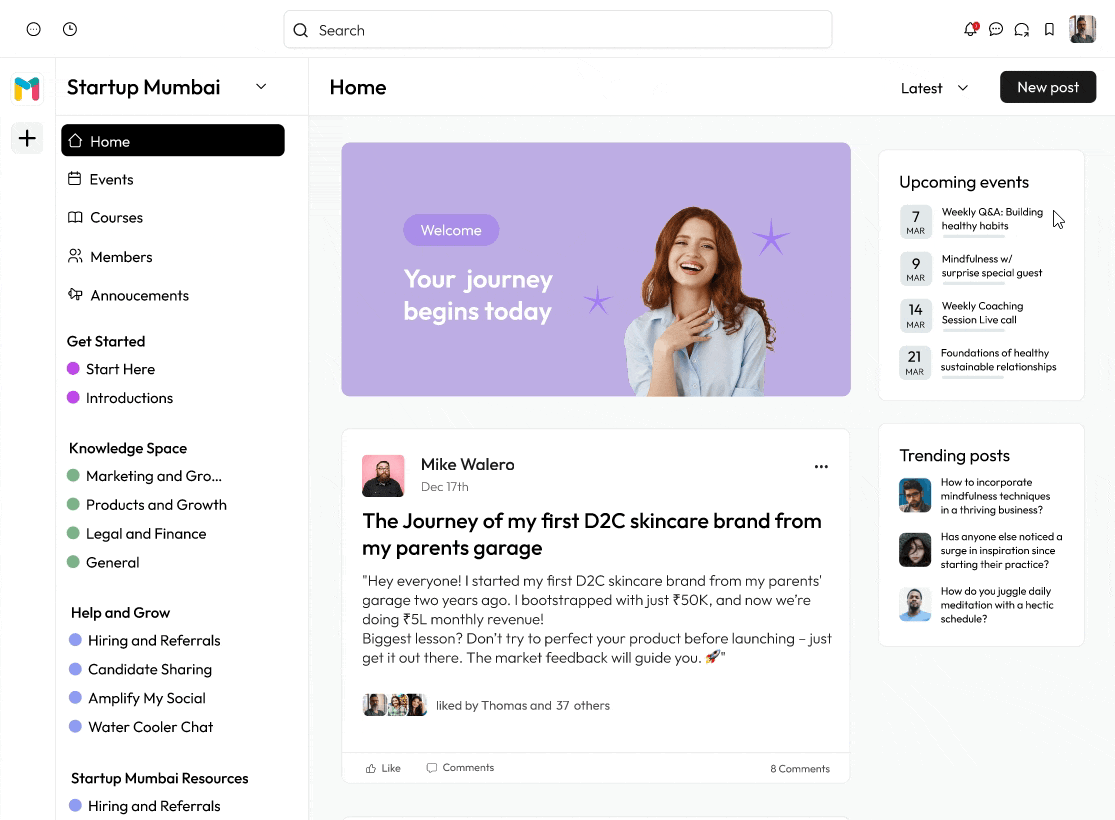 Search
Startup Mumbai
Home
Latest
New post
Home
Events
Courses
Members
Annoucements
Get Started
Start Here
Introductions
Knowledge Space
Marketing and Gro...
Products and Growth
Legal and Finance
General
Help and Grow
Hiring and Referrals
Candidate Sharing
Amplify My Social
Water Cooler Chat
Startup Mumbai Resources
Hiring and Referrals
Welcome
Your journey
begins today
Mike Walero
Dec 17th
The Journey of my first D2C skincare brand from
my parents garage
"Hey everyone! I started my first D2C skincare brand from my parents'
garage two years ago. I bootstrapped with just ₹50K, and now we're
doing ₹5L monthly revenue!
Biggest lesson? Don't try to perfect your product before launching – just
get it out there. The market feedback will guide you. 🚀"
liked by Thomas and 37 others
Like
Comments
8 Comments
Upcoming events
7
MAR
Weekly Q&A: Building
healthy habits
9
MAR
Mindfulness w/
surprise special guest
14
MAR
Weekly Coaching
Session Live call
21
MAR
Foundations of healthy
sustainable relationships
Trending posts
How to incorporate
mindfulness techniques
in a thriving business?
Has anyone else noticed a
surge in inspiration since
starting their practice?
How do you juggle daily
meditation with a hectic
schedule?